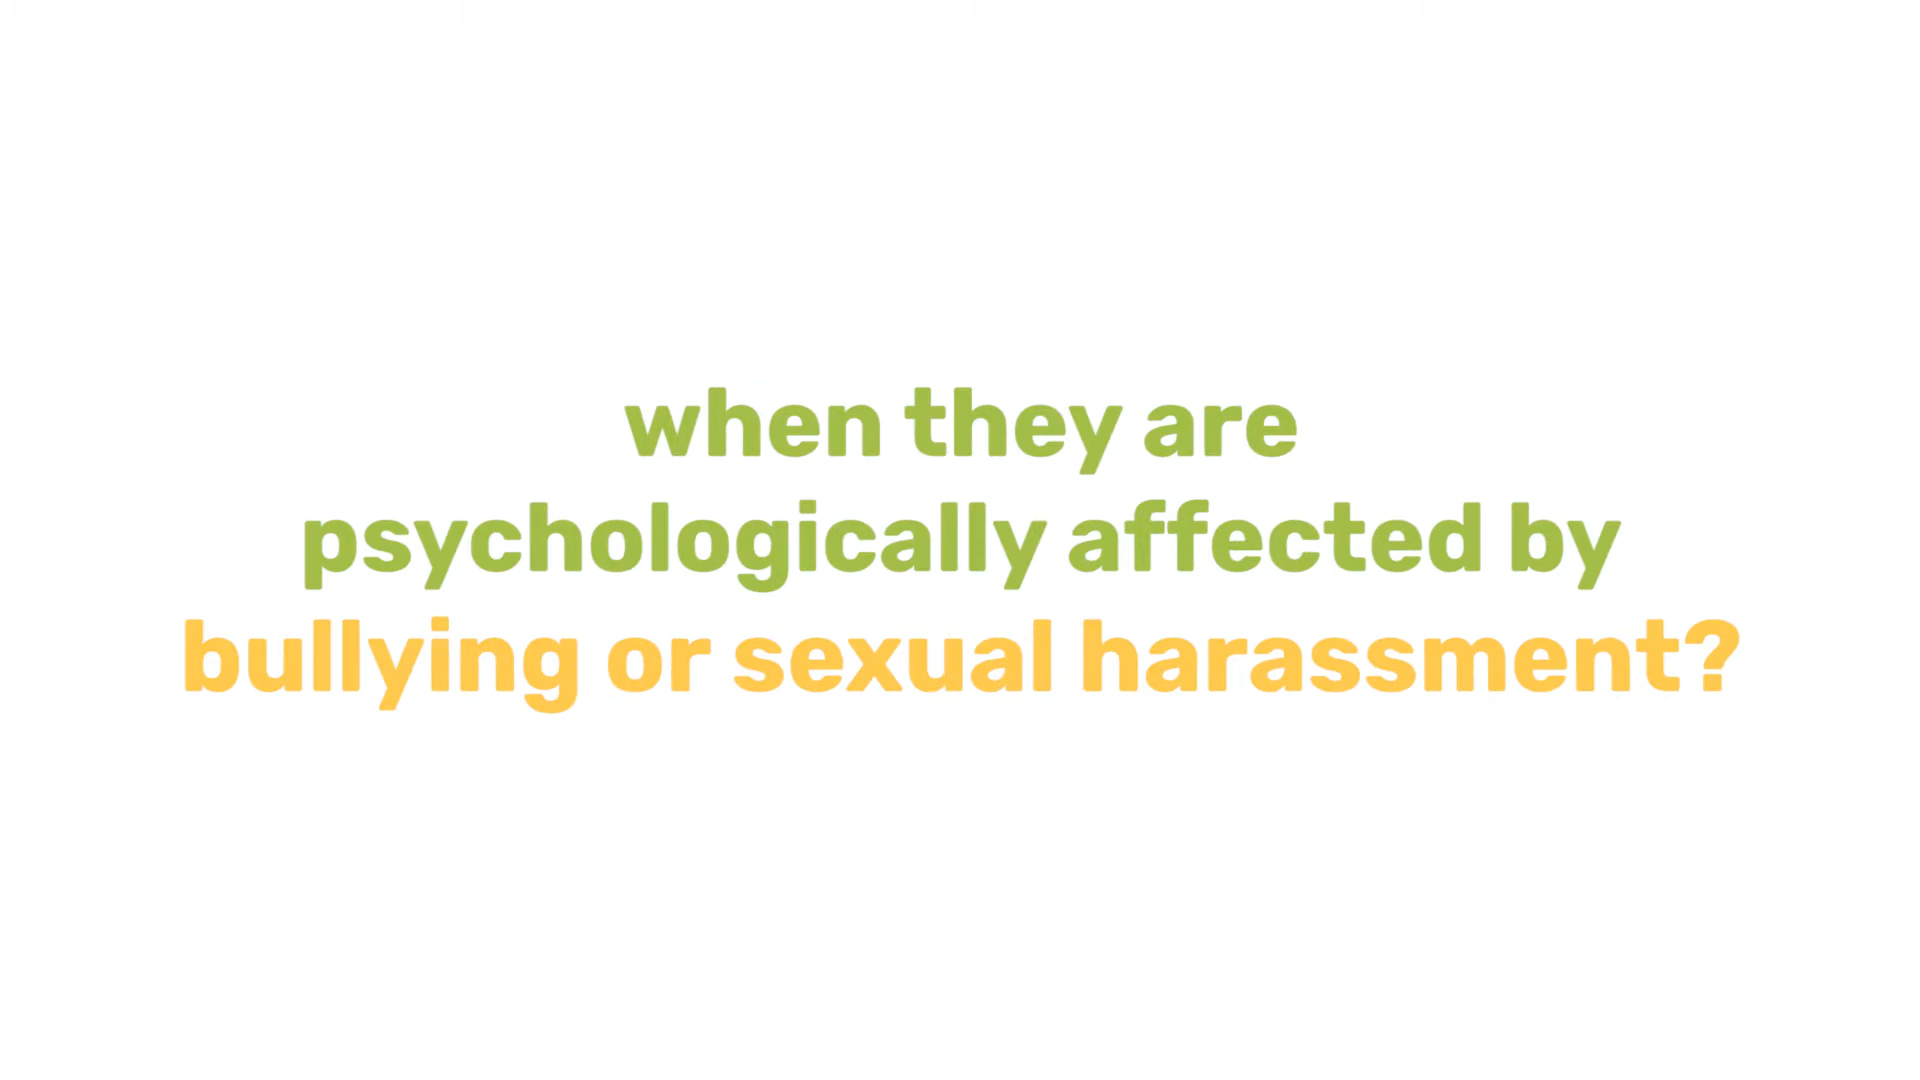 when they are
psychologically affected by
bullying or sexual harassment?